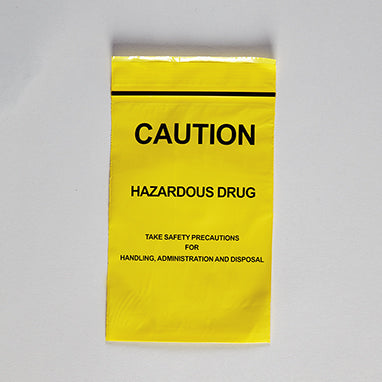 CAUTION
HAZARDOUS DRUG
TAKE SAFETY PRECAUTIONS
FOR
HANDLING, ADMINISTRATION AND DISPOSAL